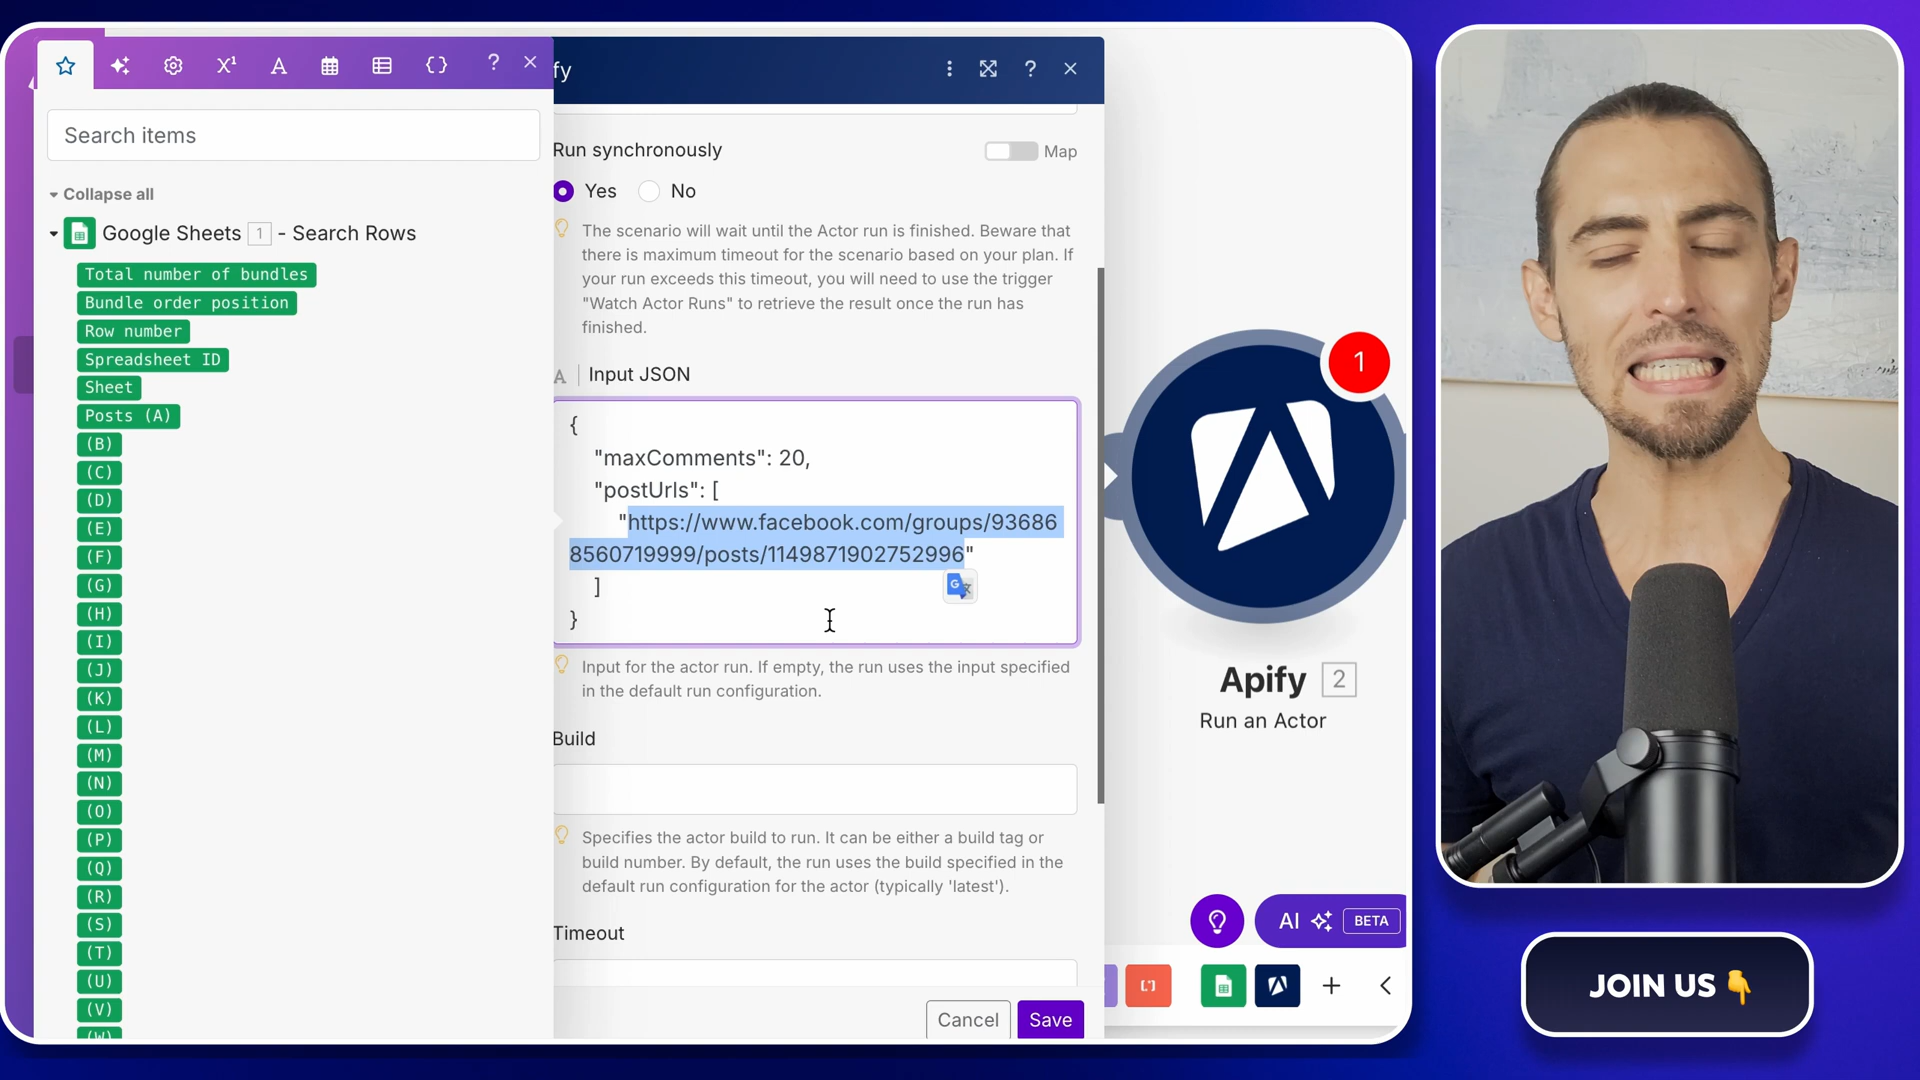 Search items
Collapse all
Google Sheets 1 - Search Rows
Total number of bundles
Bundle order position
Row number
Spreadsheet ID
Sheet
Posts (A)
(B)
(C)
(D)
(E)
(F)
(G)
(H)
(I)
(J)
(K)
(L)
(M)
(N)
(O)
(P)
(Q)
(R)
(S)
(T)
(U)
(V)
(W)
fy
Run synchronously
Map
Yes No
The scenario will wait until the Actor run is finished. Beware that
there is maximum timeout for the scenario based on your plan. If
your run exceeds this timeout, you will need to use the trigger
"Watch Actor Runs" to retrieve the result once the run has
finished.
A Input JSON
{
"maxComments": 20,
"postUrls": [
"https://www.facebook.com/groups/93686
8560719999/posts/1149871902752996"
]
}
Input for the actor run. If empty, the run uses the input specified
in the default run configuration.
Build
Specifies the actor build to run. It can be either a build tag or
build number. By default, the run uses the build specified in the
default run configuration for the actor (typically 'latest').
Timeout
Cancel Save
1
Apify 2
Run an Actor
AI BETA
JOIN US 👇